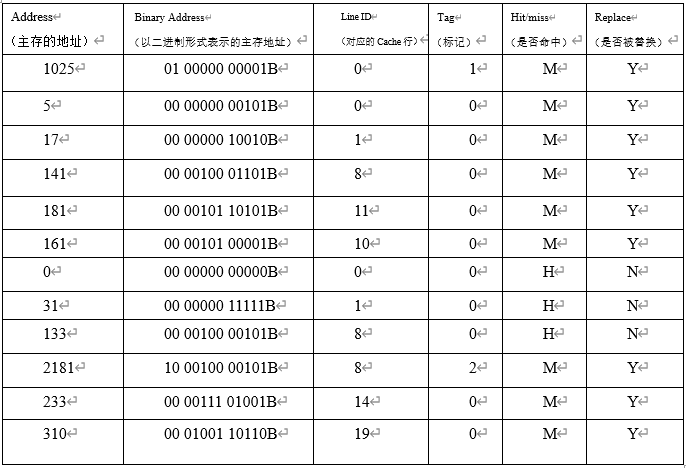 Address↵ Binary Address↵ Line ID↵ Tag↵ Hit/miss↵ Replace↵
（主存的地址）↵ （以二进制形式表示的主存地址）↵ （对应的 Cache 行）↵ （标记）↵ （是否命中）↵ （是否被替换）↵
1025↵ 01 00000 00001B↵ 0↵ 1↵ M↵ Y↵
5↵ 00 00000 00101B↵ 0↵ 0↵ M↵ Y↵
17↵ 00 00000 10010B↵ 1↵ 0↵ M↵ Y↵
141↵ 00 00100 01101B↵ 8↵ 0↵ M↵ Y↵
181↵ 00 00101 10101B↵ 11↵ 0↵ M↵ Y↵
161↵ 00 00101 00001B↵ 10↵ 0↵ M↵ Y↵
0↵ 00 00000 00000B↵ 0↵ 0↵ H↵ N↵
31↵ 00 00000 11111B↵ 1↵ 0↵ H↵ N↵
133↵ 00 00100 00101B↵ 8↵ 0↵ H↵ N↵
2181↵ 10 00100 00101B↵ 8↵ 2↵ M↵ Y↵
233↵ 00 00111 01001B↵ 14↵ 0↵ M↵ Y↵
310↵ 00 01001 10110B↵ 19↵ 0↵ M↵ Y↵